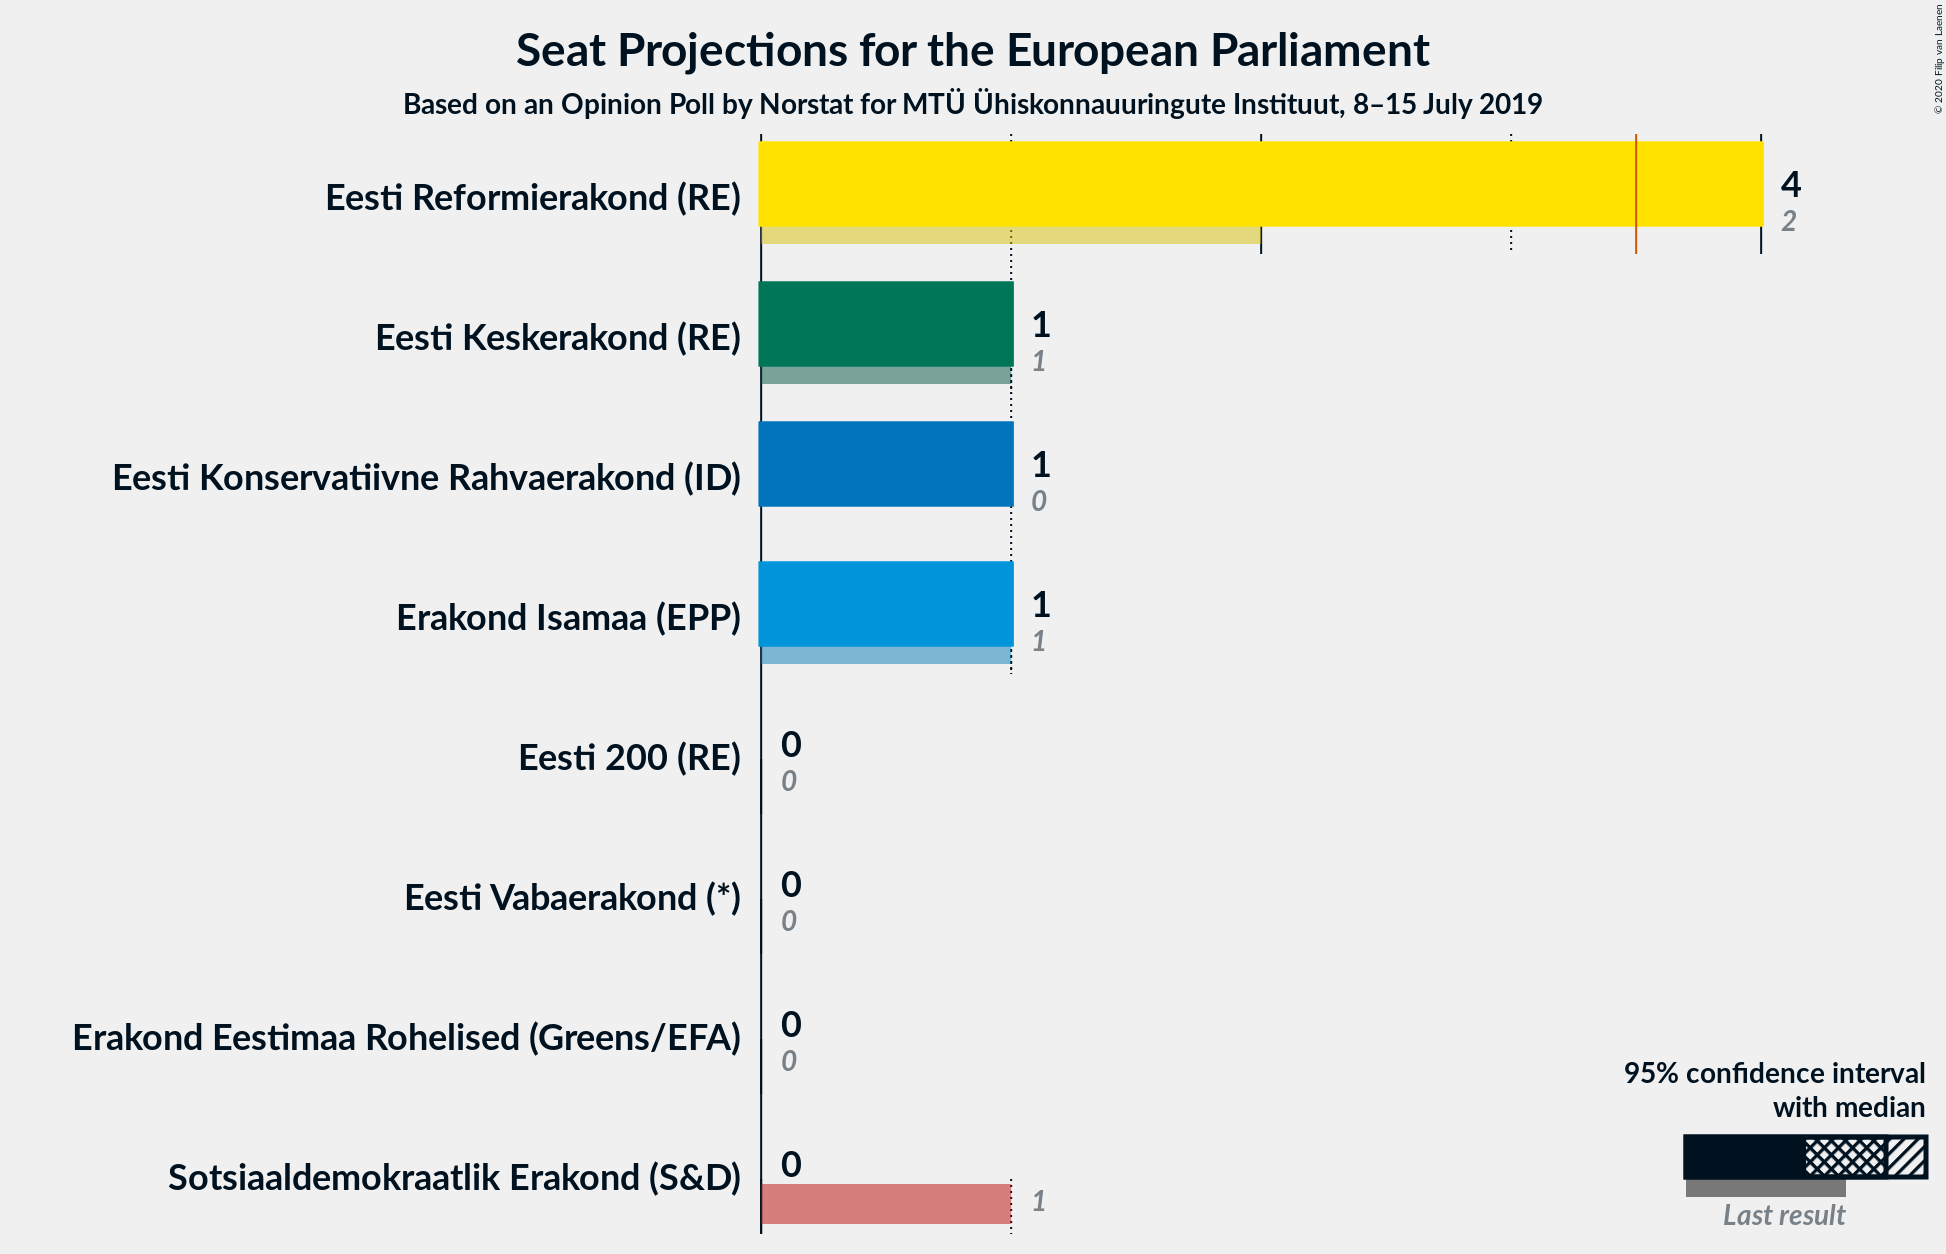 Seat Projections for the European Parliament
Based on an Opinion Poll by Norstat for MTÜ Ühiskonnauuringute Instituut, 8–15 July 2019
© 2020 Filip van Laenen
Eesti Reformierakond (RE)
4
2
Eesti Keskerakond (RE)
1
1
Eesti Konservatiivne Rahvaerakond (ID)
1
0
Erakond Isamaa (EPP)
1
1
Eesti 200 (RE)
0
0
Eesti Vabaerakond (*)
0
0
Erakond Eestimaa Rohelised (Greens/EFA)
0
0
Sotsiaaldemokraatlik Erakond (S&D)
0
1
95% confidence interval
with median
Last result